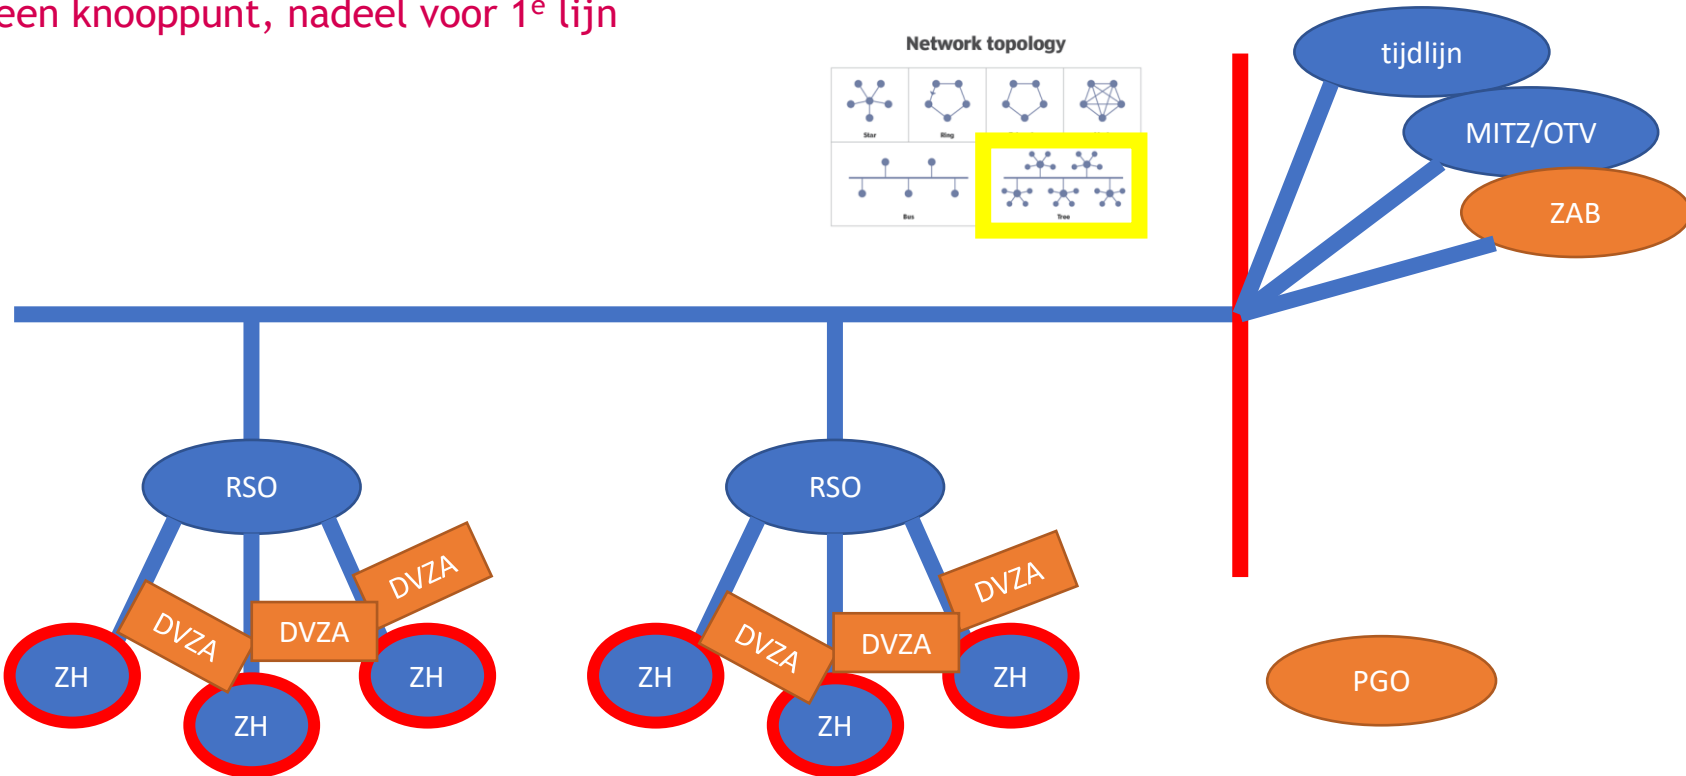 een knooppunt, nadeel voor 1e lijn
Network topology
Star
Ring
Bus
Tree
tijdlijn
MITZ/OTV
ZAB
RSO
RSO
DVZA
DVZA
DVZA
DVZA
DVZA
DVZA
ZH
ZH
ZH
ZH
ZH
ZH
PGO